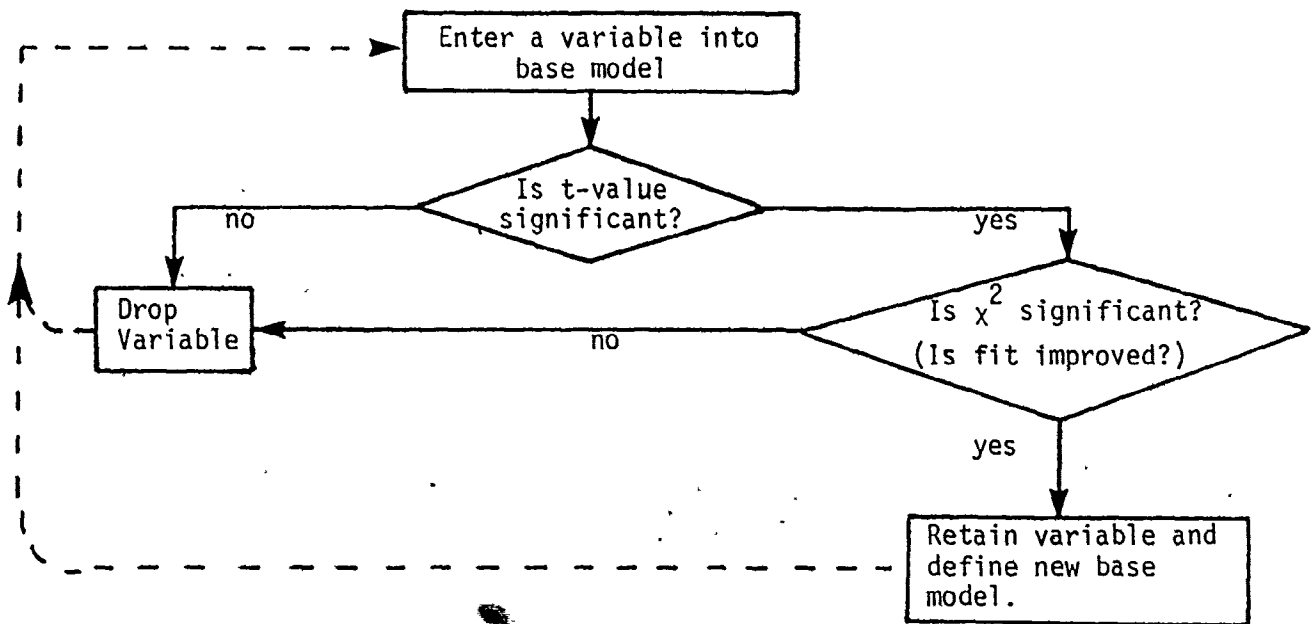 Enter a variable into
base model
Is t-value
significant?
no
yes
Drop
Variable
Is x² significant?
(Is fit improved?)
no
yes
Retain variable and
define new base
model.